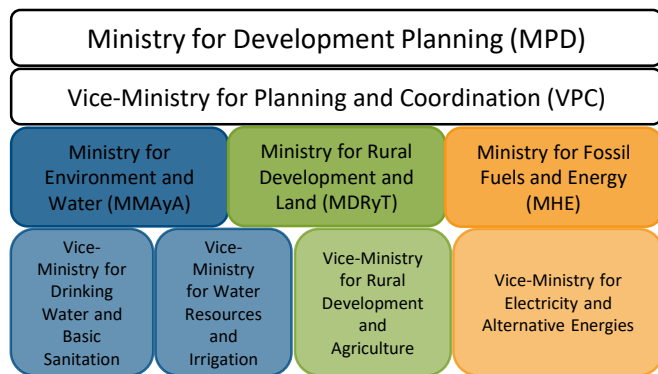 Ministry for Development Planning (MPD)
Vice-Ministry for Planning and Coordination (VPC)
Ministry for
Environment and
Water (MMAyA)
Ministry for Rural
Development and
Land (MDRyT)
Ministry for Fossil
Fuels and Energy
(MHE)
Vice-
Ministry for
Drinking
Water and
Basic
Sanitation
Vice-
Ministry
for Water
Resources
and
Irrigation
Vice-Ministry
for Rural
Development
and
Agriculture
Vice-Ministry for
Electricity and
Alternative Energies